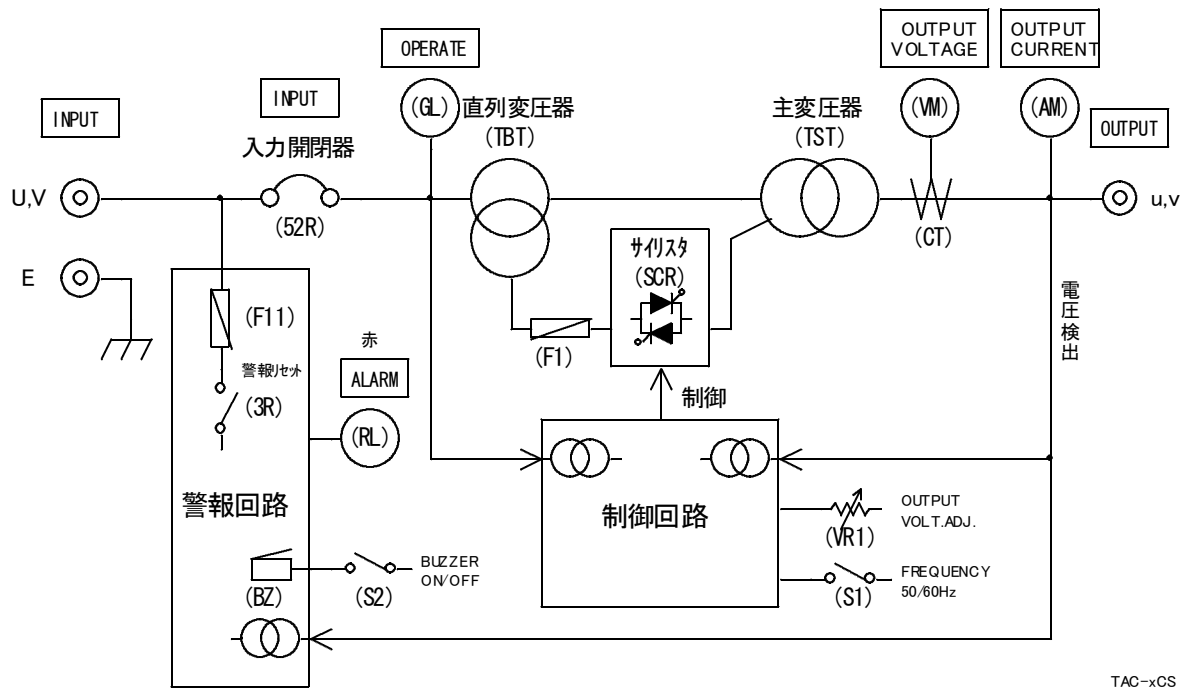 OPERATE
OUTPUT
VOLTAGE
OUTPUT
CURRENT
INPUT
INPUT
入力開閉器
(52R)
(GL)
直列変圧器
(TBT)
主変圧器
(TST)
(VM)
(AM)
OUTPUT
U,V
u,v
(CT)
E
サイリスタ
(SCR)
(F1)
電圧検出
(F11)
警報リセット
(3R)
赤
ALARM
(RL)
制御
警報回路
制御回路
(VR1)
OUTPUT
VOLT.ADJ.
(BZ)
(S2)
BUZZER
ON/OFF
(S1)
FREQUENCY
50/60Hz
TAC-xCS